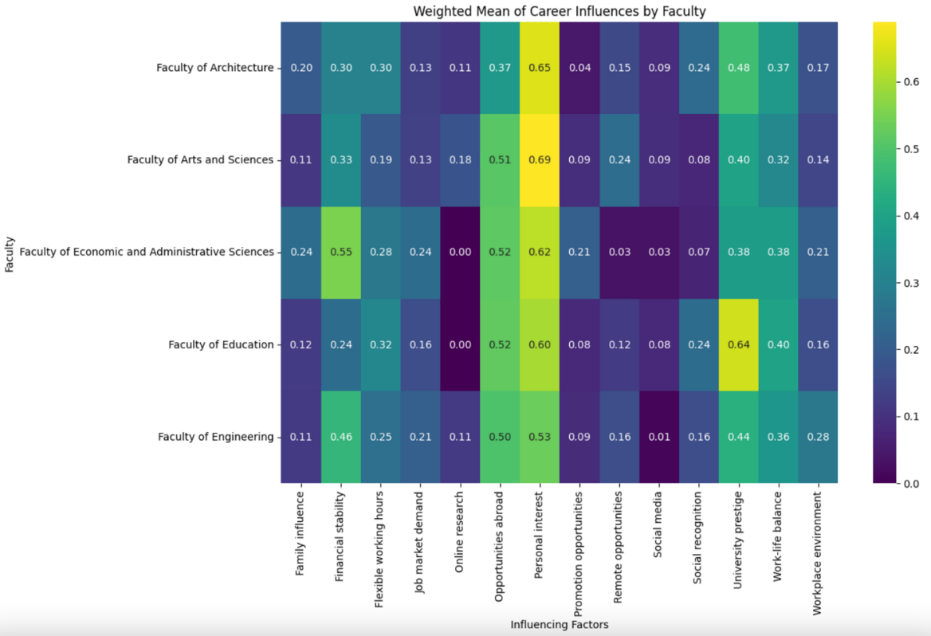 Weighted Mean of Career Influences by Faculty
Faculty
Faculty of Architecture 0.20 0.30 0.30 0.13 0.11 0.37 0.65 0.04 0.15 0.09 0.24 0.48 0.37 0.17
Faculty of Arts and Sciences 0.11 0.33 0.19 0.13 0.18 0.51 0.69 0.09 0.24 0.09 0.08 0.40 0.32 0.14
Faculty of Economic and Administrative Sciences 0.24 0.55 0.28 0.24 0.00 0.52 0.62 0.21 0.03 0.03 0.07 0.38 0.38 0.21
Faculty of Education 0.12 0.24 0.32 0.16 0.00 0.52 0.60 0.08 0.12 0.08 0.24 0.64 0.40 0.16
Faculty of Engineering 0.11 0.46 0.25 0.21 0.11 0.50 0.53 0.09 0.16 0.01 0.16 0.44 0.36 0.28
Family influence
Financial stability
Flexible working hours
Job market demand
Online research
Opportunities abroad
Personal interest
Promotion opportunities
Remote opportunities
Social media
Social recognition
University prestige
Work-life balance
Workplace environment
Influencing Factors
0.6
0.5
0.4
0.3
0.2
0.1
0.0